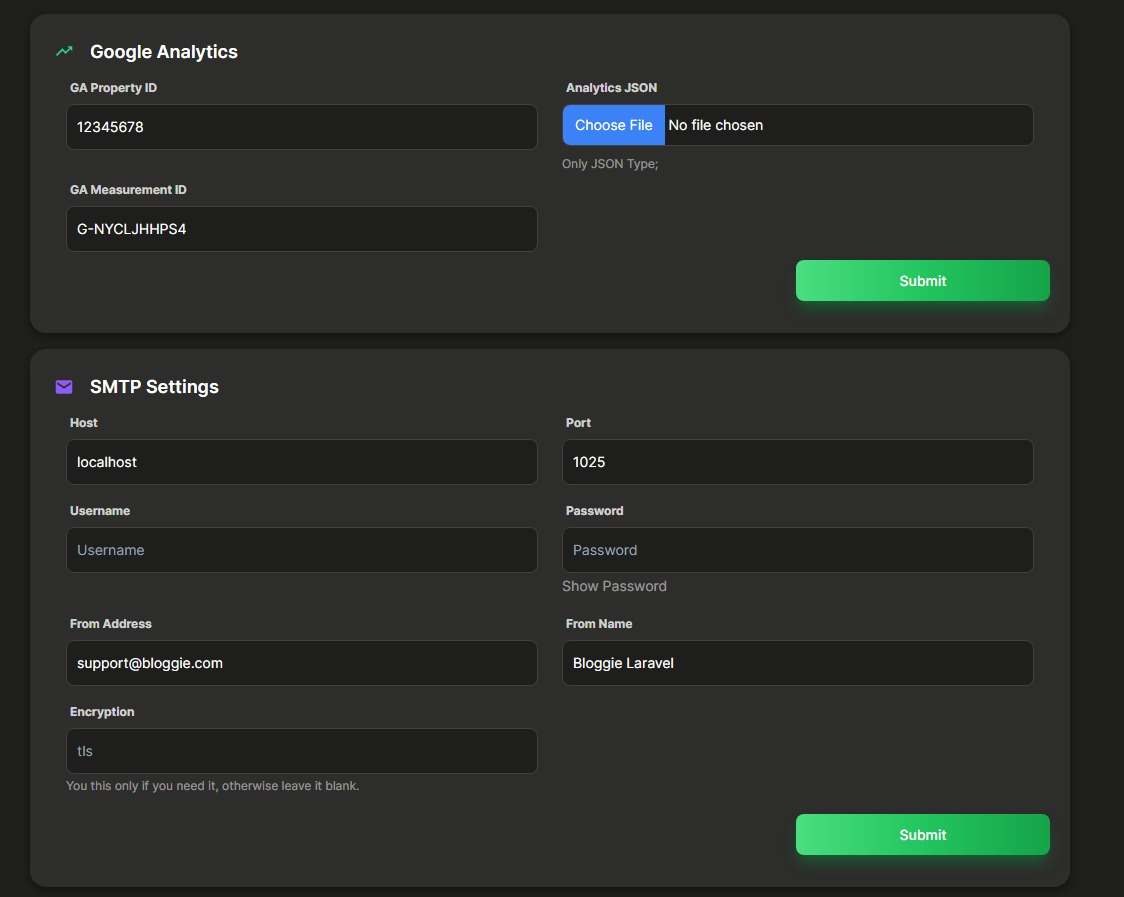 Google Analytics
GA Property ID
Analytics JSON
12345678
Choose File No file chosen
Only JSON Type;
GA Measurement ID
G-NYCLJHHPS4
Submit
SMTP Settings
Host
Port
localhost
1025
Username
Password
Username
Password
Show Password
From Address
From Name
support@bloggie.com
Bloggie Laravel
Encryption
tls
You this only if you need it, otherwise leave it blank.
Submit